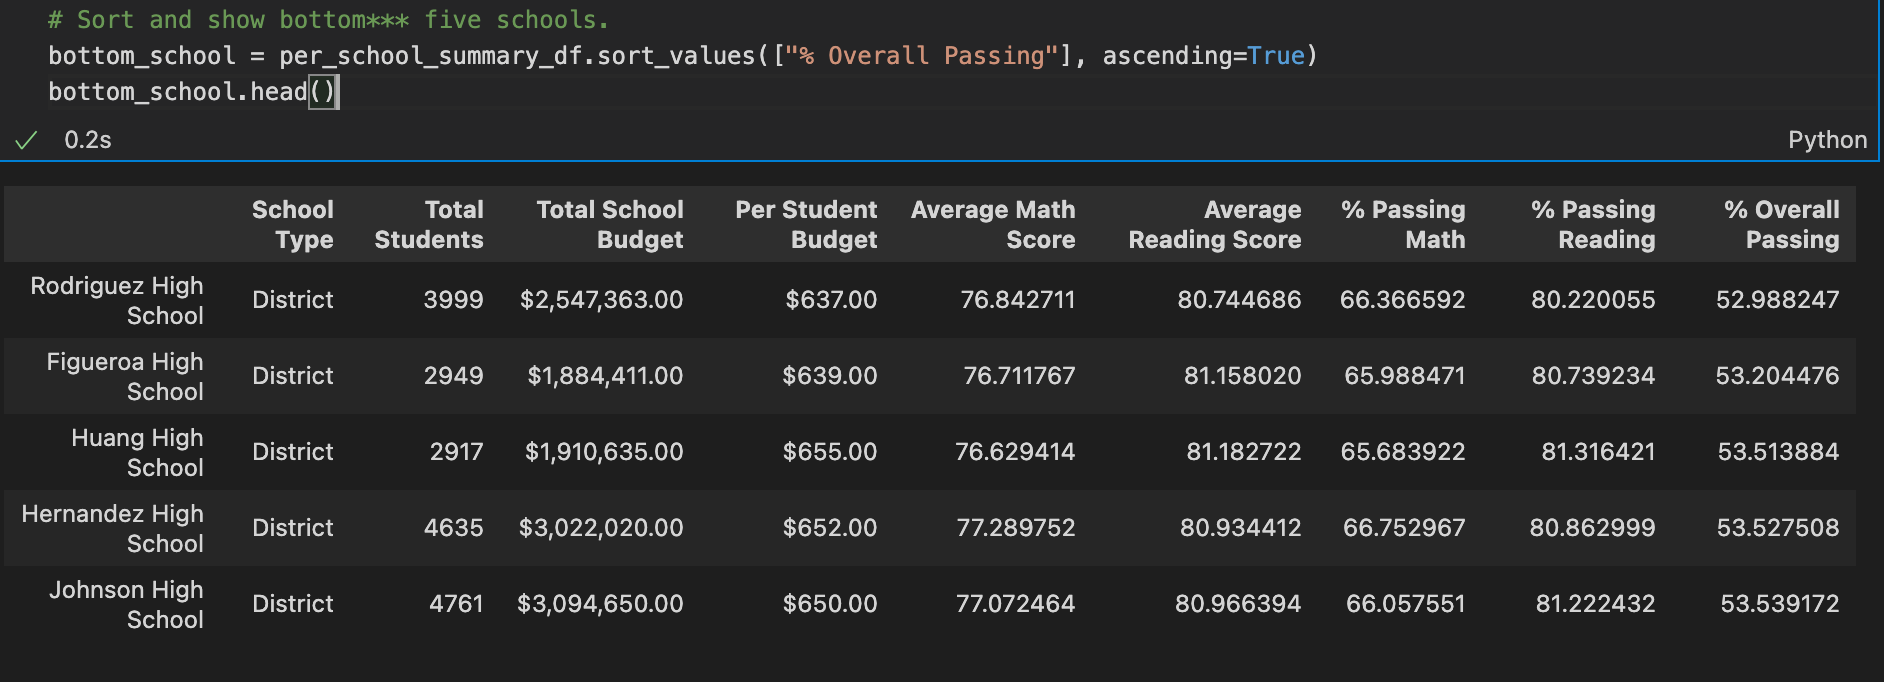 # Sort and show bottom*** five schools.
bottom_school = per_school_summary_df.sort_values(["% Overall Passing"], ascending=True)
bottom_school.head()
0.2s
Python
School Type Total Students Total School Budget Per Student Budget Average Math Score Average Reading Score % Passing Math % Passing Reading % Overall Passing
Rodriguez High School District 3999 $2,547,363.00 $637.00 76.842711 80.744686 66.366592 80.220055 52.988247
Figueroa High School District 2949 $1,884,411.00 $639.00 76.711767 81.158020 65.988471 80.739234 53.204476
Huang High School District 2917 $1,910,635.00 $655.00 76.629414 81.182722 65.683922 81.316421 53.513884
Hernandez High School District 4635 $3,022,020.00 $652.00 77.289752 80.934412 66.752967 80.862999 53.527508
Johnson High School District 4761 $3,094,650.00 $650.00 77.072464 80.966394 66.057551 81.222432 53.539172